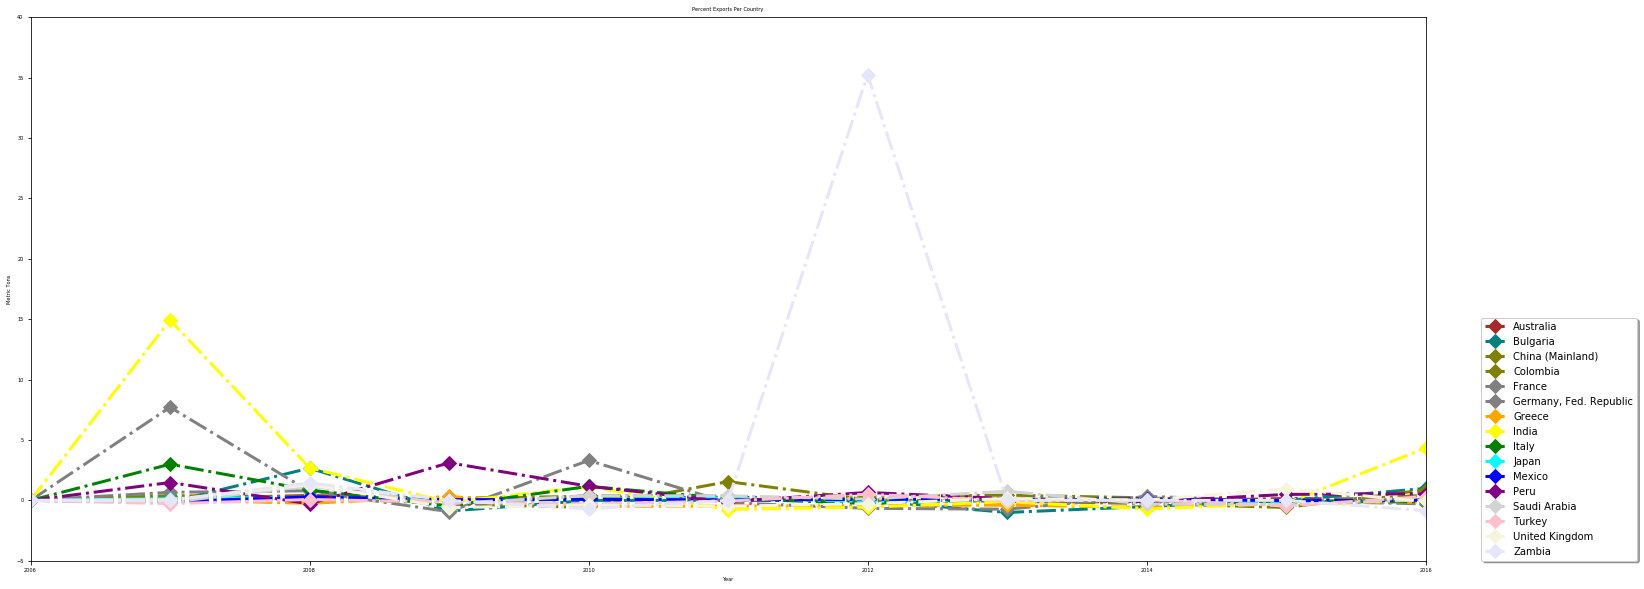 Percent Exports Per Country
40
35
30
25
20
15
10
5
0
−5
Metric Tons
2006
2008
2010
2012
2014
2016
Year
Australia
Bulgaria
China (Mainland)
Colombia
France
Germany, Fed. Republic
Greece
India
Italy
Japan
Mexico
Peru
Saudi Arabia
Turkey
United Kingdom
Zambia